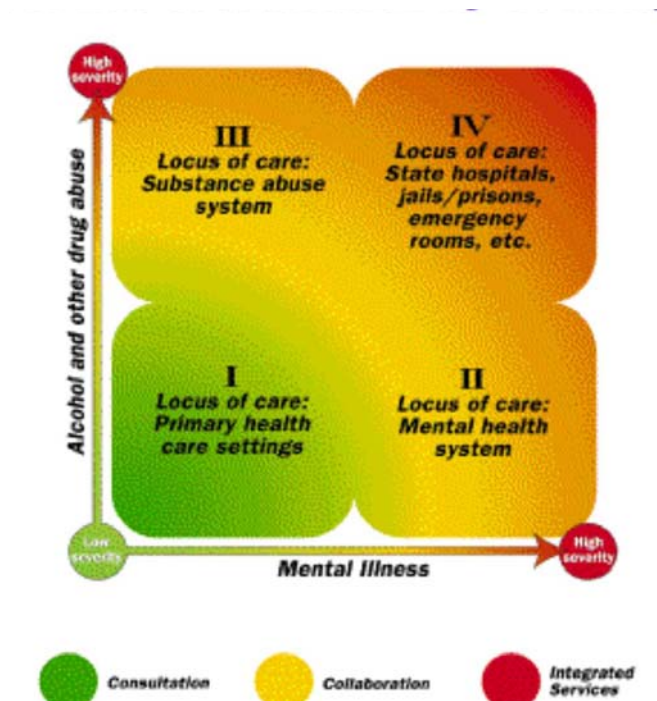 High
severity
Alcohol and other drug abuse
III
Locus of care:
Substance abuse
system
IV
Locus of care:
State hospitals,
jails/prisons,
emergency
rooms, etc.
I
Locus of care:
Primary health
care settings
II
Locus of care:
Mental health
system
Low
severity
Mental Illness
High
severity
Consultation
Collaboration
Integrated
Services